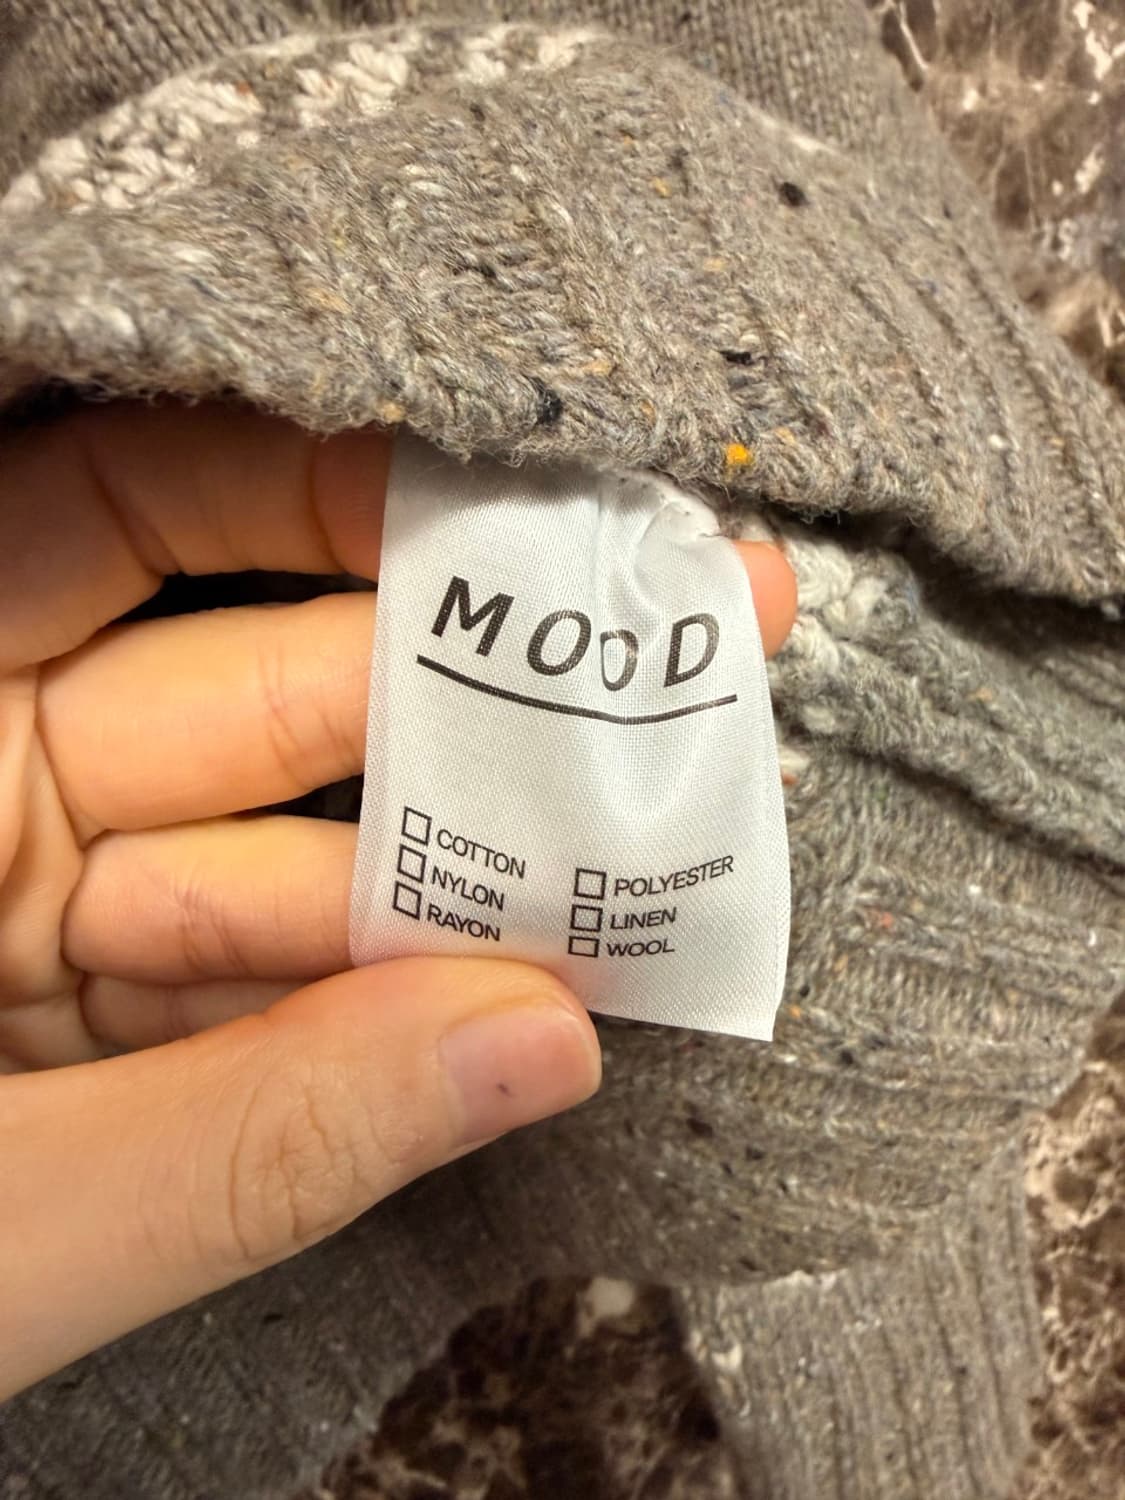 MOOD
☐ COTTON
☐ NYLON
☐ RAYON
☐ POLYESTER
☐ LINEN
☐ WOOL